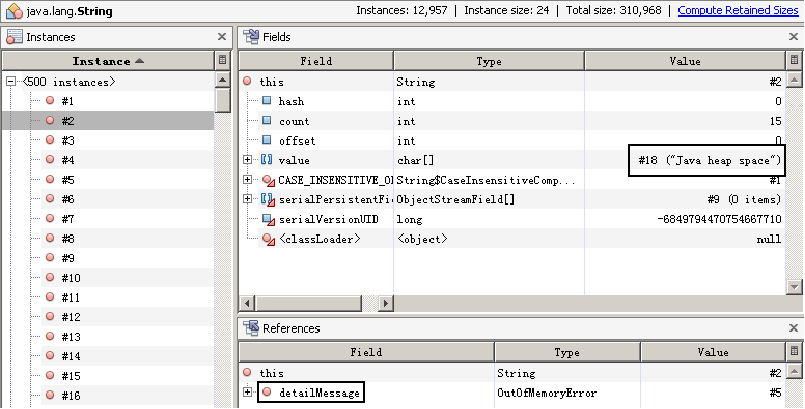 java.lang.String Instances: 12,957 | Instance size: 24 | Total size: 310,968 | Compute Retained Sizes
Instances
Instance
<500 instances>
#1
#2
#3
#4
#5
#6
#7
#8
#9
#10
#11
#12
#13
#14
#15
#16
Fields
Field Type Value
this String #2
hash int 0
count int 15
offset int 0
value char[] #18 ("Java heap space")
CASE_INSENSITIVE_O String$CaseInsensitiveComp... #1
serialPersistentFi ObjectStreamField[] #9 (0 items)
serialVersionUID long -6849794470754667710
<classLoader> <object> null
References
Field Type Value
this String #2
detailMessage OutOfMemoryError #5